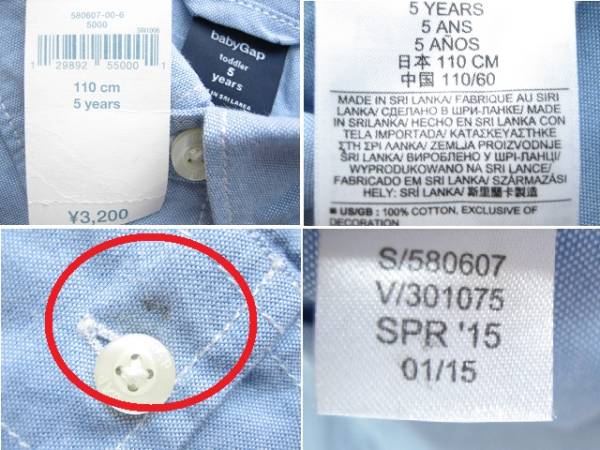 580607-00-6
5000
SRI1006
1 29892 55000 1
110 cm
5 years
¥3,200
babyGap
toddler
5
years
IN SRI LANKA
5 YEARS
5 ANS
5 AÑOS
日本 110 CM
中国 110/60
MADE IN SRI LANKA/ FABRIQUE AU SIRI
LANKA/ СДЕЛАНО В ШРИ-ЛАНКЕ/ MADE
IN SRILANKA/ HECHO EN SRI LANKA CON
TELA IMPORTADA/ ΚΑΤΑΣΚΕΥΑΣΤΗΚΕ
ΣΤΗ ΣΡΙ ΛΑΝΚΑ/ ZEMLJA PROIZVODNJE
ŠRI LANKA/ ВИРОБЛЕНО У ШРІ-ЛАНЦІ/
WYPRODUKOWANO NA SRI LANCE/
FABRICADO EM SRI LANKA/ SZÁRMAZÁSI
HELY: SRI LANKA/ 斯里蘭卡製造
US/GB : 100% COTTON, EXCLUSIVE OF
DECORATION
S/580607
V/301075
SPR '15
01/15